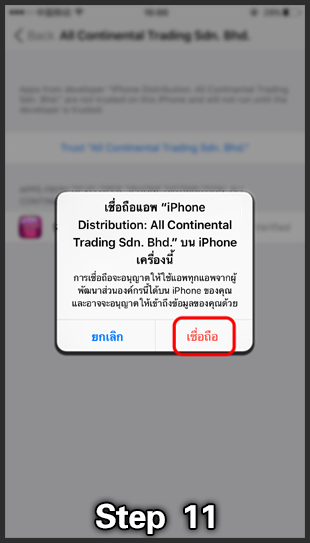 Back All Continental Trading Sdn. Bhd.
Apps from developer "iPhone Distribution: All Continental Trading
Sdn. Bhd." are not trusted on this iPhone and will not run until the
developer is trusted.
Trust "All Continental Trading Sdn. Bhd."
เชื่อถือแอพ “iPhone
Distribution: All Continental
Trading Sdn. Bhd.” บน iPhone
เครื่องนี้
การเชื่อถือจะอนุญาตให้ใช้แอพทุกแอพจากผู้
พัฒนาส่วนองค์กรนี้ได้บน iPhone ของคุณ
และอาจจะอนุญาตให้เข้าถึงข้อมูลของคุณด้วย
Verified
ยกเลิก
เชื่อถือ
Step 11